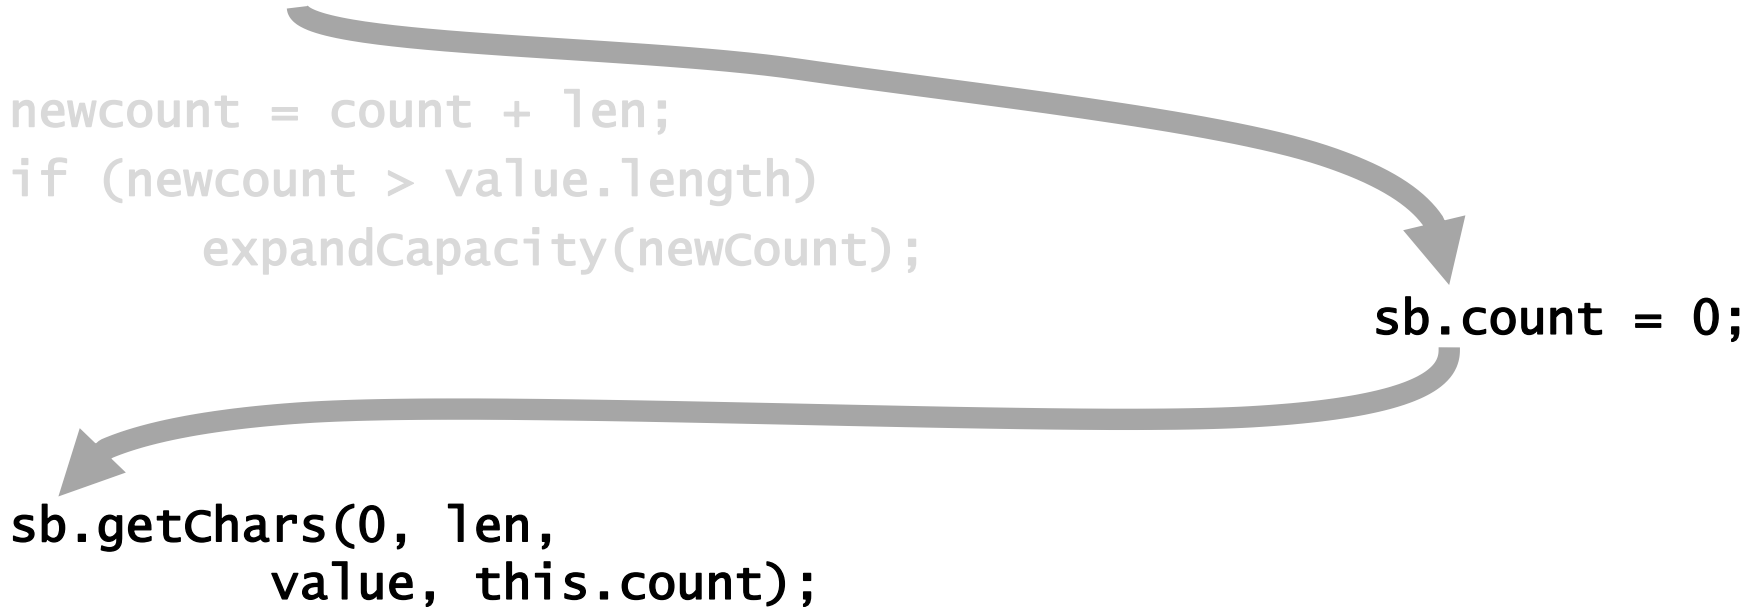 newcount = count + len;
if (newcount > value.length)
expandCapacity(newCount);
sb.count = 0;
sb.getChars(0, len,
value, this.count);